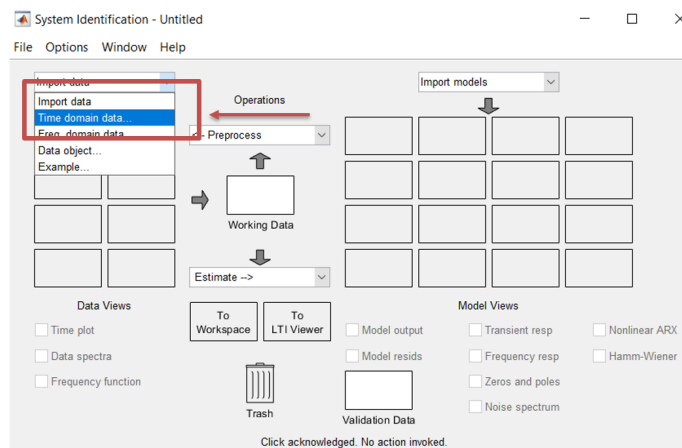 System Identification - Untitled
File Options Window Help
Import data
Import models
Import data
Time domain data...
Freq. domain data...
Data object...
Example...
Operations
<-- Preprocess
Working Data
Estimate -->
Data Views
To
Workspace
To
LTI Viewer
Model Views
Time plot
Data spectra
Frequency function
Model output
Transient resp
Nonlinear ARX
Model resids
Frequency resp
Hamm-Wiener
Zeros and poles
Noise spectrum
Trash
Validation Data
Click acknowledged. No action invoked.